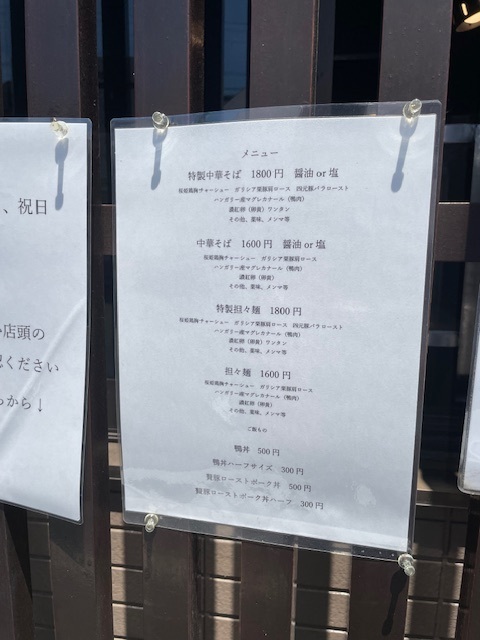 、祝日
店頭の
ください
から↓
メニュー
特製中華そば 1800円 醤油 or 塩
桜姫鶏胸チャーシュー ガリシア栗豚肩ロース 四元豚バラロースト
ハンガリー産マグレカナール（鴨肉）
濃紅卵（卵黄）ワンタン
その他、薬味、メンマ等
中華そば 1600円 醤油 or 塩
桜姫鶏胸チャーシュー ガリシア栗豚肩ロース
ハンガリー産マグレカナール（鴨肉）
濃紅卵（卵黄）
その他、薬味、メンマ等
特製担々麺 1800円
桜姫鶏胸チャーシュー ガリシア栗豚肩ロース 四元豚バラロースト
ハンガリー産マグレカナール（鴨肉）
濃紅卵（卵黄）ワンタン
その他、薬味、メンマ等
担々麺 1600円
桜姫鶏胸チャーシュー ガリシア栗豚肩ロース
ハンガリー産マグレカナール（鴨肉）
濃紅卵（卵黄）
その他、薬味、メンマ等
ご飯もの
鴨丼 500円
鴨丼ハーフサイズ 300円
ローストポーク丼 500円
ローストポーク丼ハーフ 300円